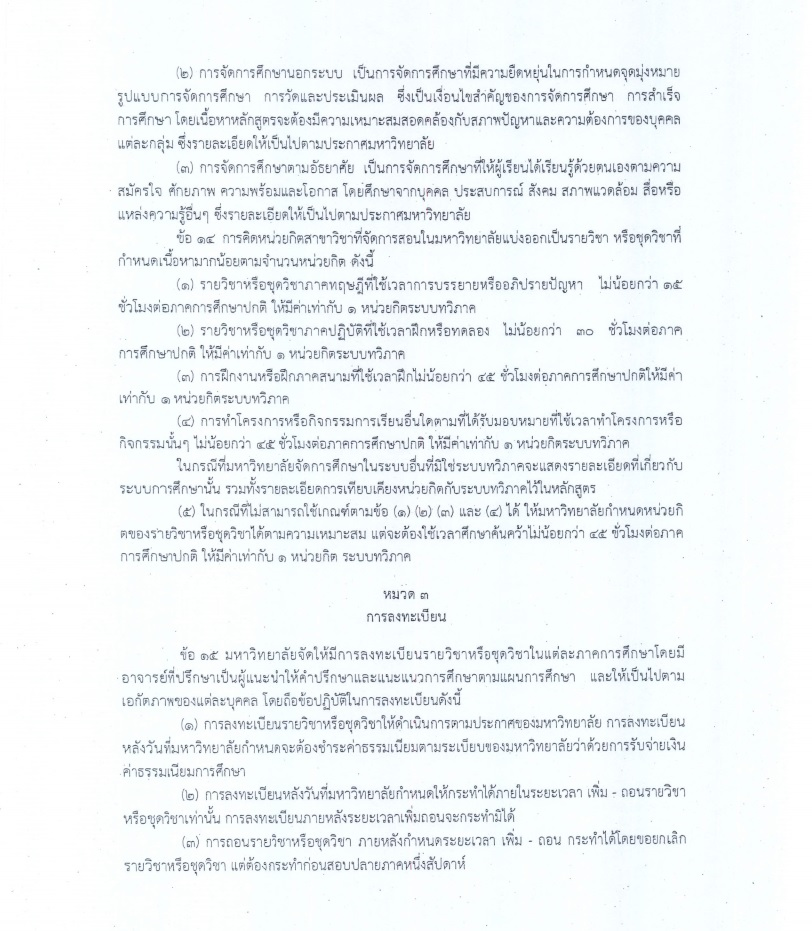 (๒) การจัดการศึกษานอกระบบ เป็นการจัดการศึกษาที่มีความยืดหยุ่นในการกำหนดจุดมุ่งหมาย
รูปแบบการจัดการศึกษา การวัดและประเมินผล ซึ่งเป็นเงื่อนไขสำคัญของการจัดการศึกษา การสำเร็จ
การศึกษา โดยเนื้อหาหลักสูตรจะต้องมีความเหมาะสมสอดคล้องกับสภาพปัญหาและความต้องการของบุคคล
แต่ละกลุ่ม ซึ่งรายละเอียดให้เป็นไปตามประกาศมหาวิทยาลัย
(๓) การจัดการศึกษาตามอัธยาศัย เป็นการจัดการศึกษาที่ให้ผู้เรียนได้เรียนรู้ด้วยตนเองตามความ
สมัครใจ ศักยภาพ ความพร้อมและโอกาส โดยศึกษาจากบุคคล ประสบการณ์ สังคม สภาพแวดล้อม สื่อหรือ
แหล่งความรู้อื่นๆ ซึ่งรายละเอียดให้เป็นไปตามประกาศมหาวิทยาลัย
ข้อ ๑๔ การคิดหน่วยกิตสาขาวิชาที่จัดการสอนในมหาวิทยาลัยแบ่งออกเป็นรายวิชา หรือชุดวิชาที่
กำหนดเนื้อหามากน้อยตามจำนวนหน่วยกิต ดังนี้
(๑) รายวิชาหรือชุดวิชาภาคทฤษฎีที่ใช้เวลาการบรรยายหรืออภิปรายปัญหา ไม่น้อยกว่า ๑๕
ชั่วโมงต่อภาคการศึกษาปกติ ให้มีค่าเท่ากับ ๑ หน่วยกิตระบบทวิภาค
(๒) รายวิชาหรือชุดวิชาภาคปฏิบัติที่ใช้เวลาฝึกหรือทดลอง ไม่น้อยกว่า ๓๐ ชั่วโมงต่อภาค
การศึกษาปกติ ให้มีค่าเท่ากับ ๑ หน่วยกิตระบบทวิภาค
(๓) การฝึกงานหรือฝึกภาคสนามที่ใช้เวลาฝึกไม่น้อยกว่า ๔๕ ชั่วโมงต่อภาคการศึกษาปกติให้มีค่า
เท่ากับ ๑ หน่วยกิตระบบทวิภาค
(๔) การทำโครงการหรือกิจกรรมการเรียนอื่นใดตามที่ได้รับมอบหมายที่ใช้เวลาทำโครงการหรือ
กิจกรรมนั้นๆ ไม่น้อยกว่า ๔๕ ชั่วโมงต่อภาคการศึกษาปกติ ให้มีค่าเท่ากับ ๑ หน่วยกิตระบบทวิภาค
ในกรณีที่มหาวิทยาลัยจัดการศึกษาในระบบอื่นที่มิใช่ระบบทวิภาคจะแสดงรายละเอียดที่เกี่ยวกับ
ระบบการศึกษานั้น รวมทั้งรายละเอียดการเทียบเคียงหน่วยกิตกับระบบทวิภาคไว้ในหลักสูตร
(๕) ในกรณีที่ไม่สามารถใช้เกณฑ์ตามข้อ (๑) (๒) (๓) และ (๔) ได้ ให้มหาวิทยาลัยกำหนดหน่วยกิ
ตของรายวิชาหรือชุดวิชาได้ตามความเหมาะสม แต่จะต้องใช้เวลาศึกษาค้นคว้าไม่น้อยกว่า ๔๕ ชั่วโมงต่อภาค
การศึกษาปกติ ให้มีค่าเท่ากับ ๑ หน่วยกิต ระบบทวิภาค
หมวด ๓
การลงทะเบียน
ข้อ ๑๕ มหาวิทยาลัยจัดให้มีการลงทะเบียนรายวิชาหรือชุดวิชาในแต่ละภาคการศึกษาโดยมี
อาจารย์ที่ปรึกษาเป็นผู้แนะนำให้คำปรึกษาและแนะแนวการศึกษาตามแผนการศึกษา และให้เป็นไปตาม
เอกัตภาพของแต่ละบุคคล โดยถือข้อปฏิบัติในการลงทะเบียนดังนี้
(๑) การลงทะเบียนรายวิชาหรือชุดวิชาให้ดำเนินการตามประกาศของมหาวิทยาลัย การลงทะเบียน
หลังวันที่มหาวิทยาลัยกำหนดจะต้องชำระค่าธรรมเนียมตามระเบียบของมหาวิทยาลัยว่าด้วยการรับจ่ายเงิน
ค่าธรรมเนียมการศึกษา
(๒) การลงทะเบียนหลังวันที่มหาวิทยาลัยกำหนดให้กระทำได้ภายในระยะเวลา เพิ่ม - ถอนรายวิชา
หรือชุดวิชาเท่านั้น การลงทะเบียนภายหลังระยะเวลาเพิ่มถอนจะกระทำมิได้
(๓) การถอนรายวิชาหรือชุดวิชา ภายหลังกำหนดระยะเวลา เพิ่ม - ถอน กระทำได้โดยขอยกเลิก
รายวิชาหรือชุดวิชา แต่ต้องกระทำก่อนสอบปลายภาคหนึ่งสัปดาห์